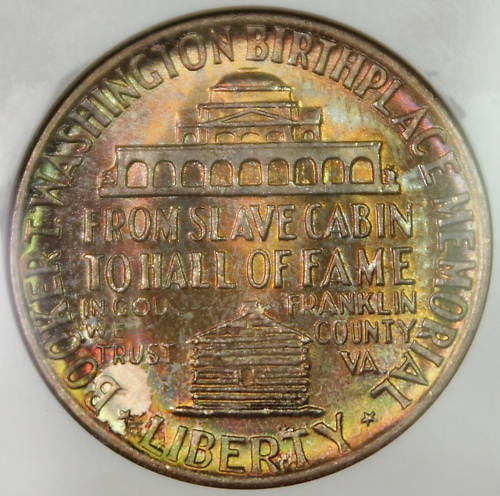 BOOKER T. WASHINGTON BIRTHPLACE MEMORIAL
FROM SLAVE CABIN
TO HALL OF FAME
IN GOD
WE
TRUST
FRANKLIN
COUNTY
VA
LIBERTY